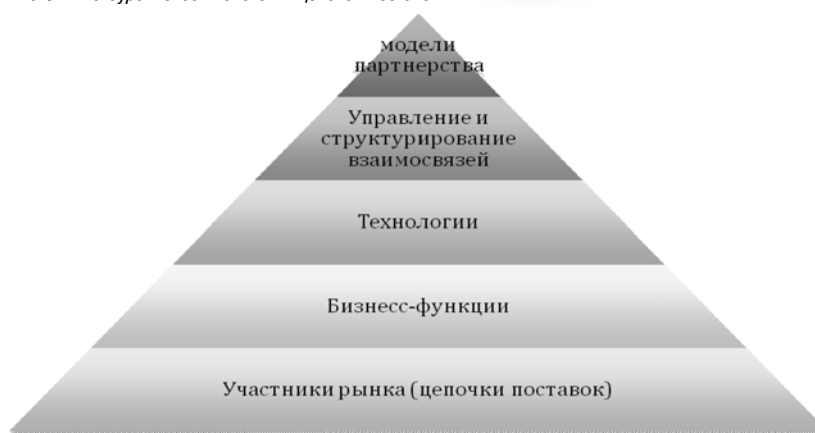 модели
партнерства
Управление и
структурирование
взаимосвязей
Технологии
Бизнесс-функции
Участники рынка (цепочки поставок)